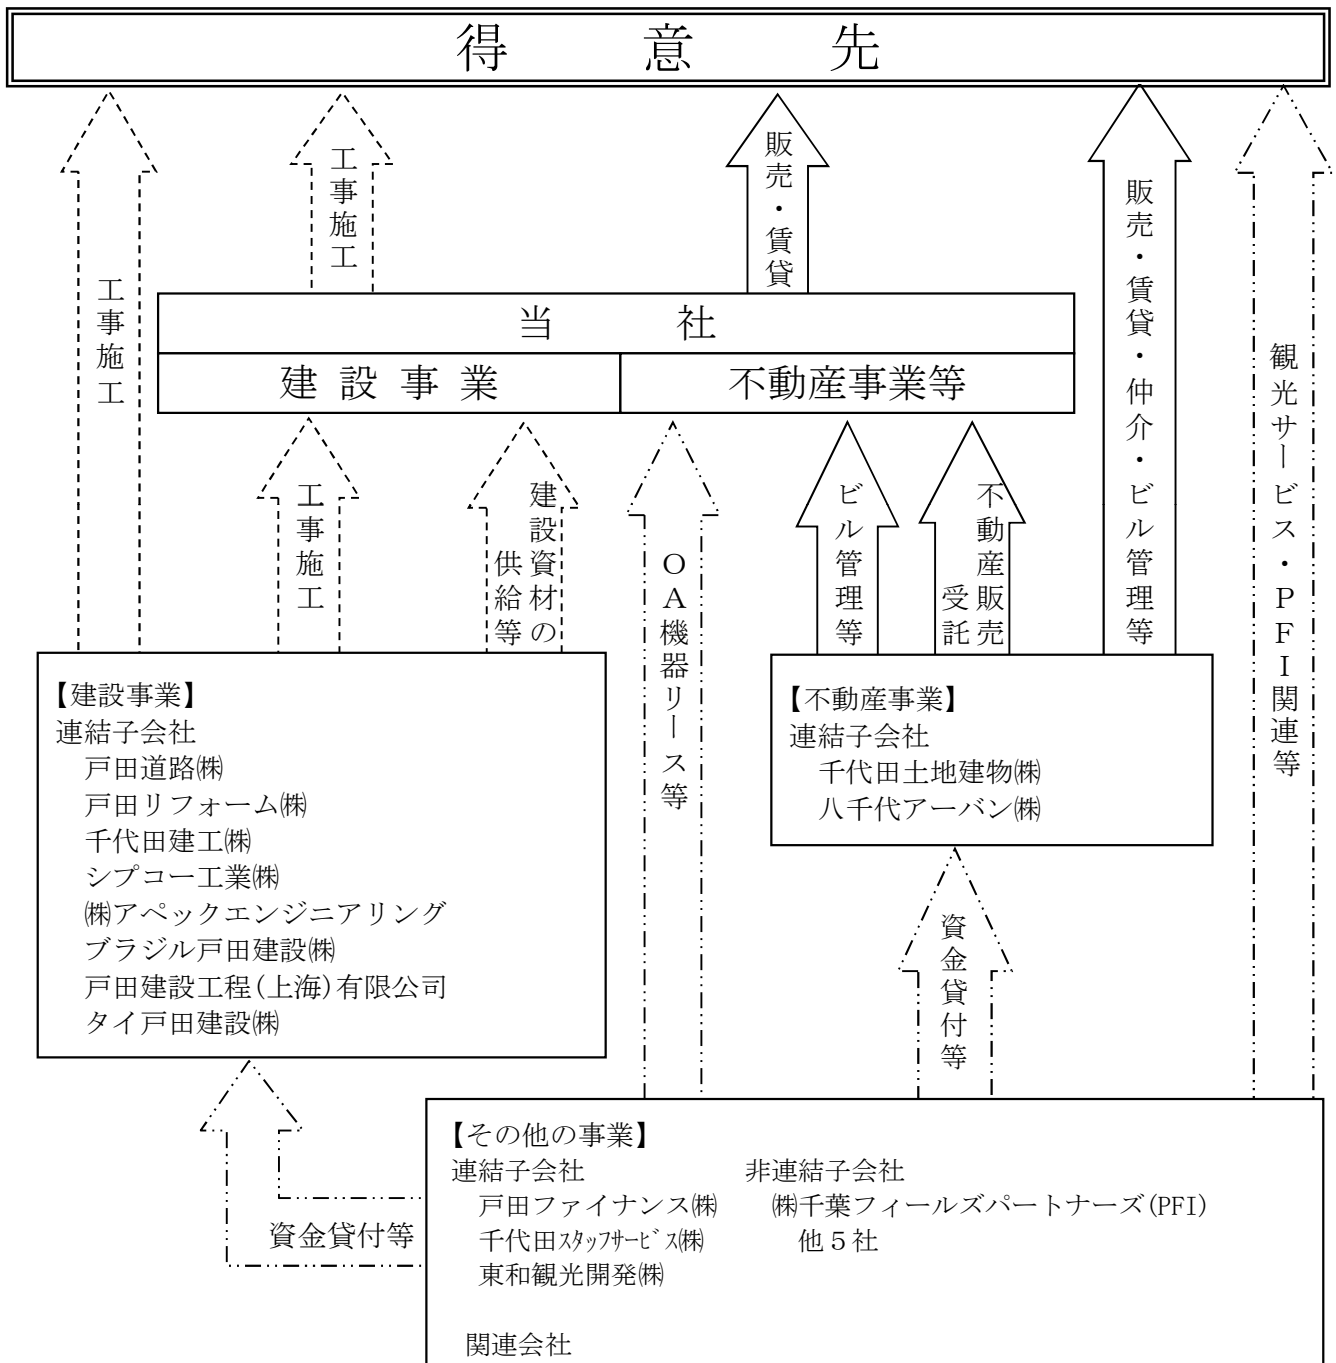 得意先
工事施工
工事施工
販売・賃貸
販売・賃貸・仲介・ビル管理等
観光サービス・ＰＦＩ関連等
当社
建設事業
不動産事業等
工事施工
建設資材の
供給等
ＯＡ機器リース等
ビル管理等
不動産販売
受託
【建設事業】
連結子会社
戸田道路㈱
戸田リフォーム㈱
千代田建工㈱
シプコー工業㈱
㈱アペックエンジニアリング
ブラジル戸田建設㈱
戸田建設工程(上海)有限公司
タイ戸田建設㈱
【不動産事業】
連結子会社
千代田土地建物㈱
八千代アーバン㈱
資金貸付等
資金貸付等
【その他の事業】
連結子会社
戸田ファイナンス㈱
千代田ｽﾀｯﾌｻｰﾋﾞｽ㈱
東和観光開発㈱
非連結子会社
㈱千葉フィールズパートナーズ(PFI)
他５社
関連会社